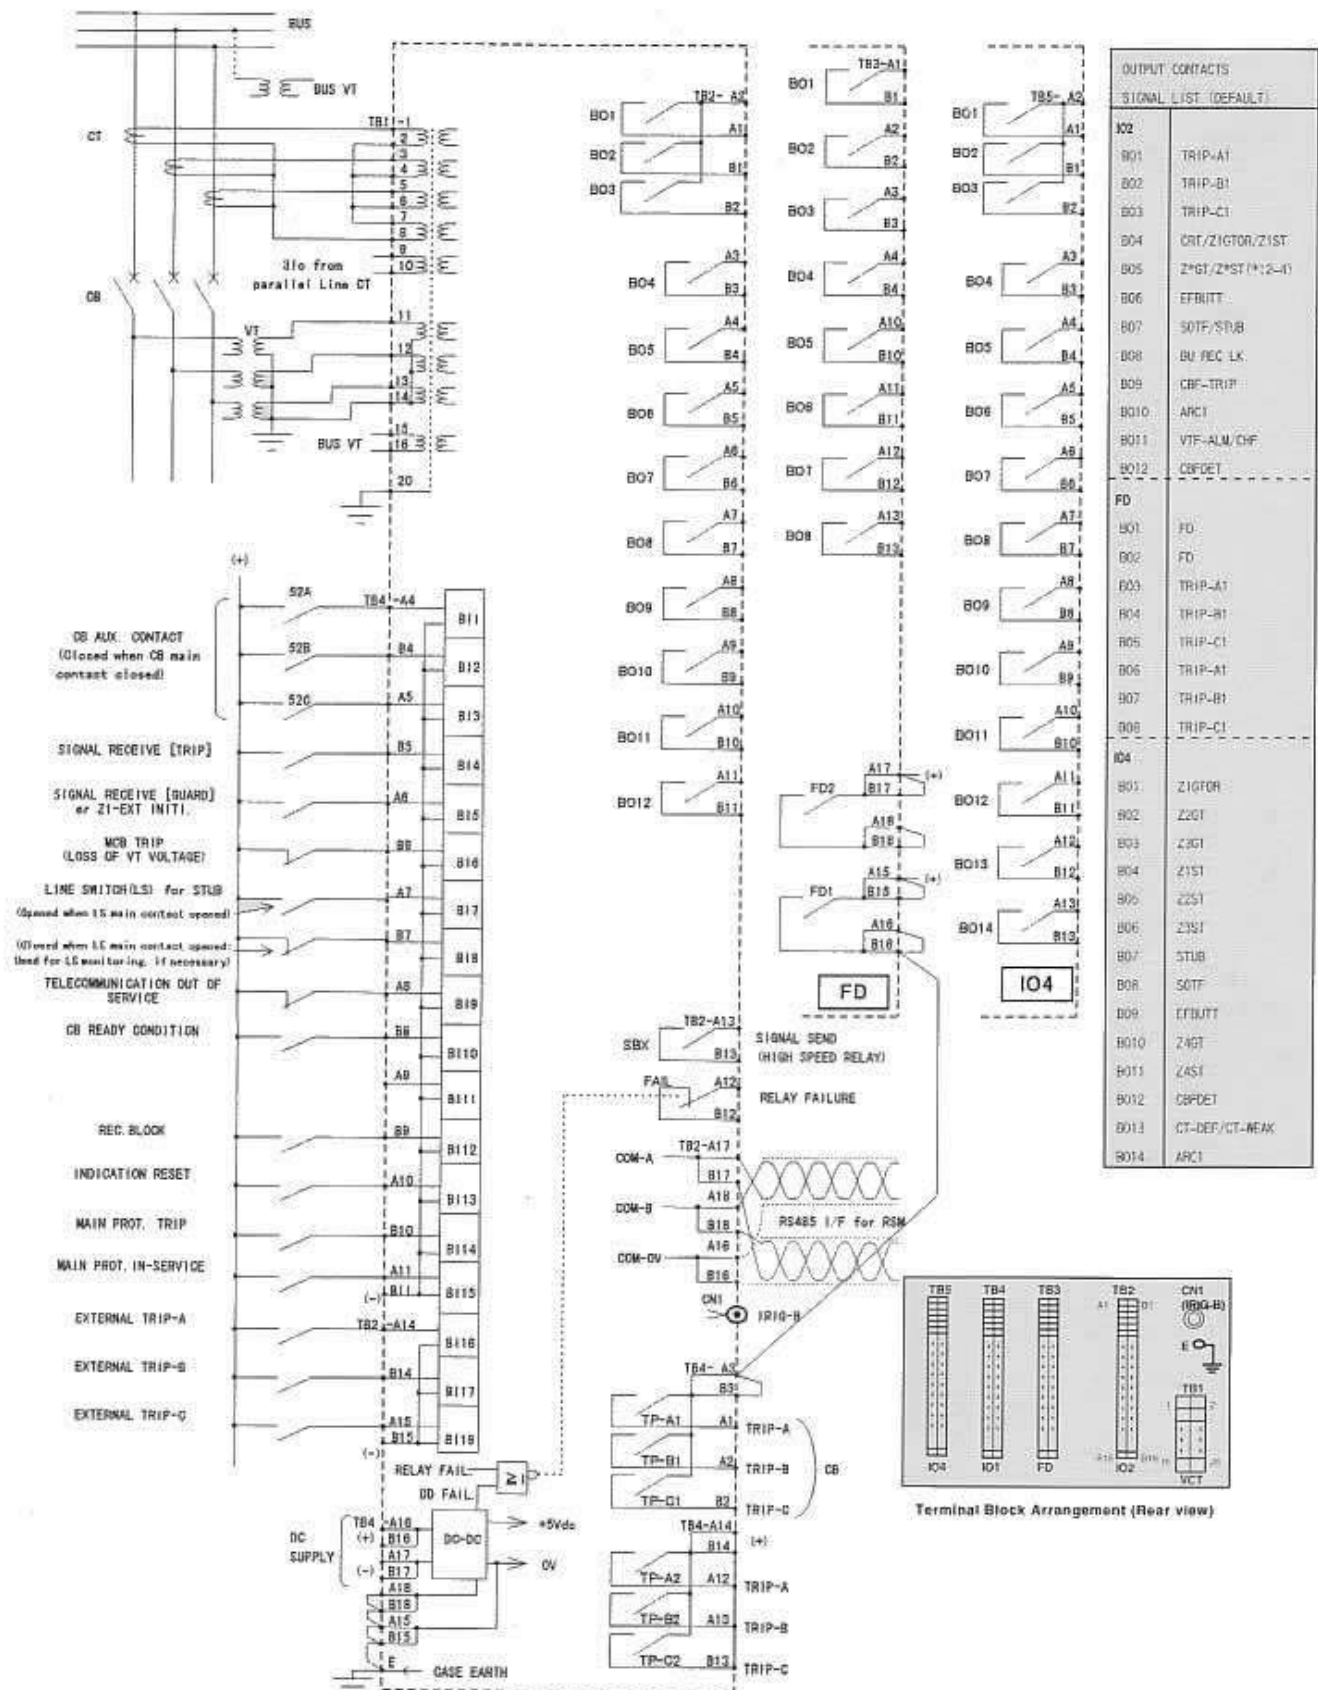 BUS
BUS VT
CT
TB1 -1
2
3
4
5
6
7
8
9
10
3Io from
parallel Line CT
CB
VT
11
12
13
14
BUS VT
15
16
20
(+)
CB AUX. CONTACT
(Closed when CB main
contact closed)
52A
TB4 -A4
BI1
52B
B4
BI2
52C
A5
BI3
SIGNAL RECEIVE [TRIP]
B5
BI4
SIGNAL RECEIVE [GUARD]
or Z1-EXT INITI.
A6
BI5
MCB TRIP
(LOSS OF VT VOLTAGE)
BI6
LINE SWITCH(LS) for STUB
(Opened when LS main contact opened)
A7
BI7
(Closed when LS main contact opened:
Used for LS monitoring, if necessary)
B7
BI8
TELECOMMUNICATION OUT OF
SERVICE
A8
BI9
CB READY CONDITION
B8
BI10
A9
BI11
REC.BLOCK
B9
BI12
INDICATION RESET
A10
BI13
MAIN PROT. TRIP
B10
BI14
MAIN PROT. IN-SERVICE
A11
(-)
B11
BI15
EXTERNAL TRIP-A
TB2 -A14
BI16
EXTERNAL TRIP-B
B14
BI17
EXTERNAL TRIP-C
A15
B15
(-)
BI18
RELAY FAIL.
DD FAIL.
DC
SUPPLY
TB4 -A16
(+) B16
A17
(-) B17
A18
B18
A15
B15
E
CASE EARTH
DC-DC
+5Vdc
0V
BO1
TB2- A2
A1
BO2
B1
BO3
B2
BO4
A3
B3
BO5
A4
B4
BO6
A5
B5
BO7
A6
B6
BO8
A7
B7
BO9
A8
B8
BO10
A9
B9
BO11
A10
B10
BO12
A11
B11
SBX
TB2-A13
B13
SIGNAL SEND
(HIGH SPEED RELAY)
FAIL
A12
B12
RELAY FAILURE
COM-A
TB2-A17
B17
COM-B
A18
B18
COM-0V
A16
B16
RS485 I/F for RSM
CN1
IRIG-B
TB4- A3
B3
TP-A1
A1
TRIP-A
TP-B1
A2
TRIP-B
TP-C1
B2
TRIP-C
CB
TB4-A14
B14
(+)
TP-A2
A12
TRIP-A
TP-B2
A13
TRIP-B
TP-C2
B13
TRIP-C
BO1
TB3-A1
B1
BO2
A2
B2
BO3
A3
B3
BO4
A4
B4
BO5
A10
B10
BO6
A11
B11
BO7
A12
B12
BO8
A13
B13
FD2
A17
B17
(+)
A18
B18
FD1
A15
B15
(+)
A16
B16
FD
BO1
TB5- A2
A1
BO2
B1
BO3
B2
BO4
A3
B3
BO5
A4
B4
BO6
A5
B5
BO7
A6
B6
BO8
A7
B7
BO9
A8
B8
BO10
A9
B9
BO11
A10
B10
BO12
A11
B11
BO13
A12
B12
BO14
A13
B13
IO4
OUTPUT CONTACTS
SIGNAL LIST (DEFAULT)
IO2
BO1 TRIP-A1
BO2 TRIP-B1
BO3 TRIP-C1
BO4 CRT/Z1GTOR/Z1ST
BO5 Z*GT/Z*ST(*:2-4)
BO6 EFBUTT
BO7 SOTF/STUB
BO8 BU REC LK
BO9 CBF-TRIP
BO10 ARC1
BO11 VTF-ALM/CHF
BO12 CBFDET
FD
BO1 FD
BO2 FD
BO3 TRIP-A1
BO4 TRIP-B1
BO5 TRIP-C1
BO6 TRIP-A1
BO7 TRIP-B1
BO8 TRIP-C1
IO4
BO1 Z1GTOR
BO2 Z2GT
BO3 Z3GT
BO4 Z1ST
BO5 Z2ST
BO6 Z3ST
BO7 STUB
BO8 SOTF
BO9 EFBUTT
BO10 Z4GT
BO11 Z4ST
BO12 CBFDET
BO13 CT-DEF/CT-WEAK
BO14 ARC1
TB5 TB4 TB3 TB2 CN1
(IRIG-B)
A1
E
TB1
IO4 IO1 FD IO2
A18 B18
VCT
Terminal Block Arrangement (Rear view)